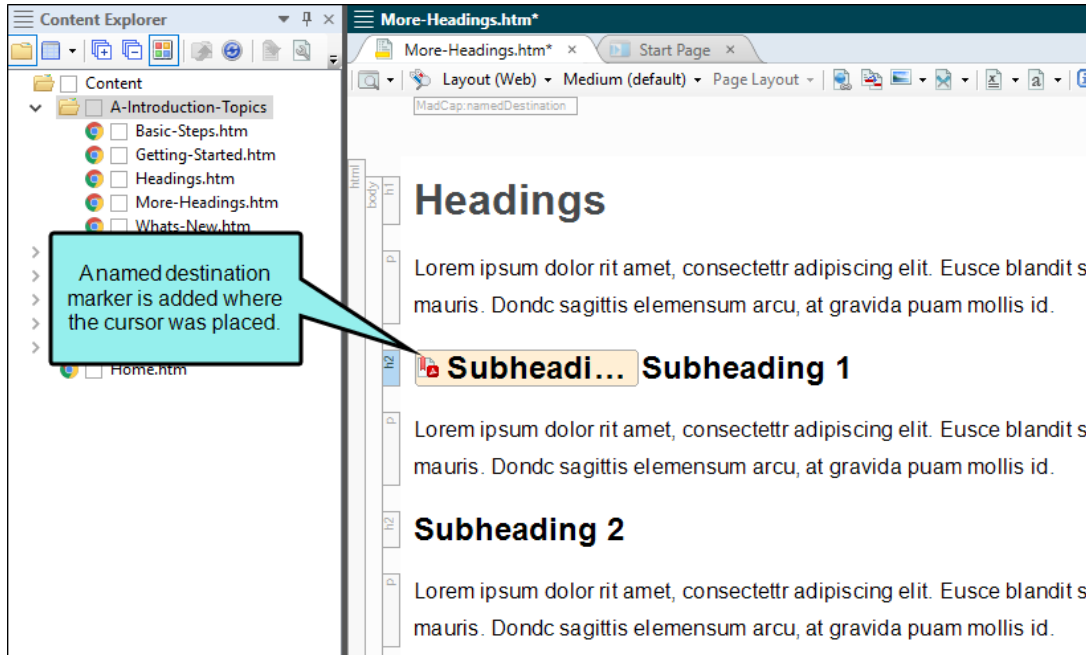 Content Explorer
More-Headings.htm*
More-Headings.htm* × Start Page ×
Layout (Web) Medium (default) Page Layout
MadCap:namedDestination
Content
A-Introduction-Topics
Basic-Steps.htm
Getting-Started.htm
Headings.htm
More-Headings.htm
Whats-New.htm
Home.htm
A named destination
marker is added where
the cursor was placed.
html
body
h1
Headings
p
Lorem ipsum dolor rit amet, consectettr adipiscing elit. Eusce blandit s
mauris. Dondc sagittis elemensum arcu, at gravida puam mollis id.
h2
Subheadi... Subheading 1
p
Lorem ipsum dolor rit amet, consectettr adipiscing elit. Eusce blandit s
mauris. Dondc sagittis elemensum arcu, at gravida puam mollis id.
h2
Subheading 2
p
Lorem ipsum dolor rit amet, consectettr adipiscing elit. Eusce blandit s
mauris. Dondc sagittis elemensum arcu, at gravida puam mollis id.